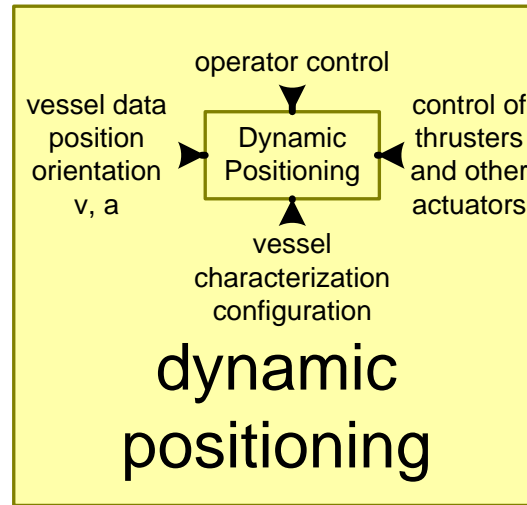 operator control
vessel data
position
orientation
v, a
Dynamic
Positioning
control of
thrusters
and other
actuators
vessel
characterization
configuration
dynamic
positioning